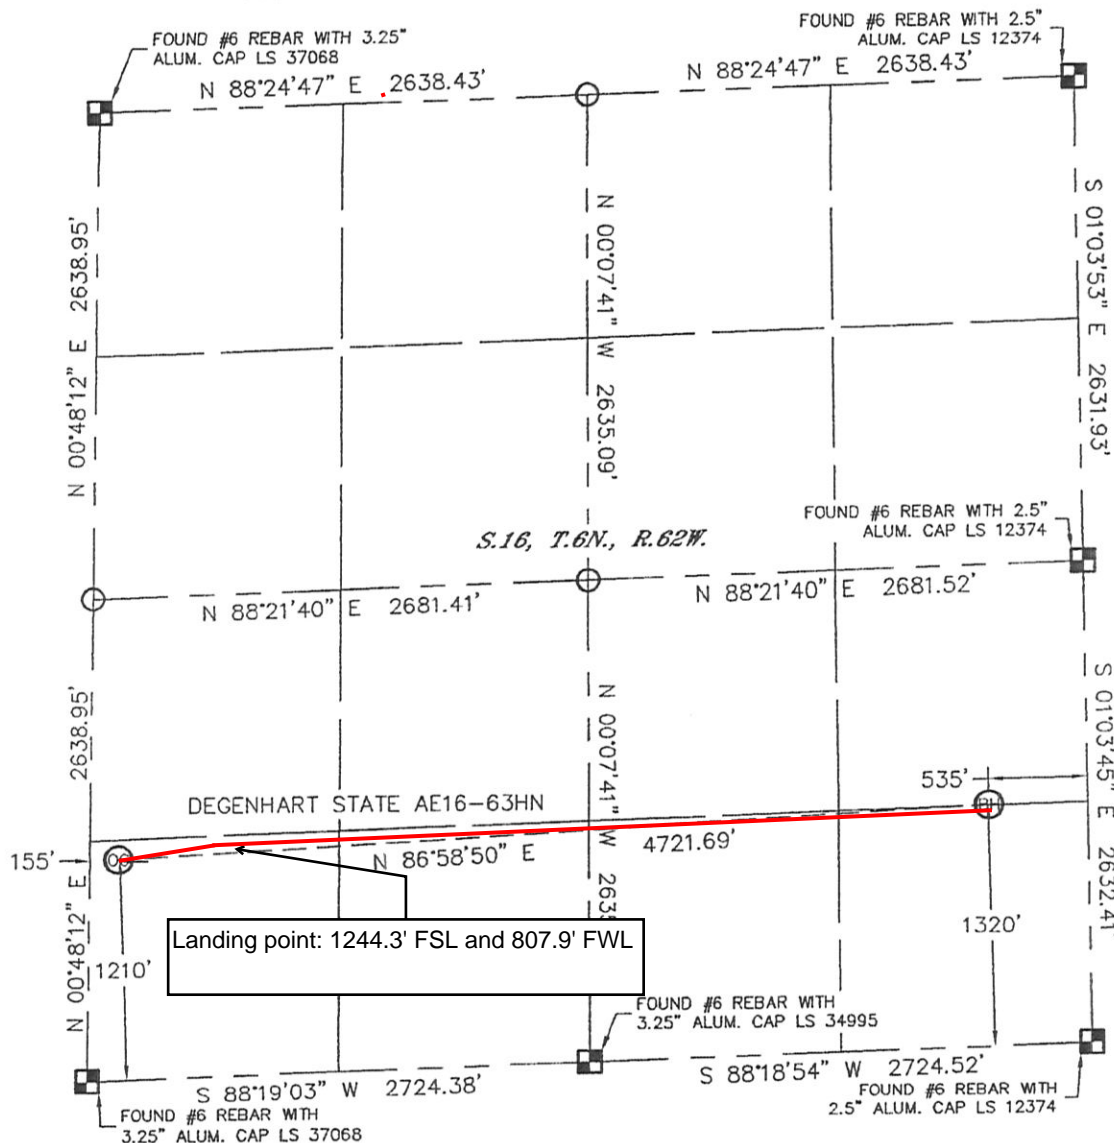 FOUND #6 REBAR WITH 3.25"
ALUM. CAP LS 37068
FOUND #6 REBAR WITH 2.5"
ALUM. CAP LS 12374
N 88°24'47" E 2638.43'
N 88°24'47" E 2638.43'
N 00°48'12" E 2638.95'
N 00°07'41" W 2635.09'
S 01°03'53" E 2631.93'
FOUND #6 REBAR WITH 2.5"
ALUM. CAP LS 12374
S.16, T.6N., R.62W.
N 88°21'40" E 2681.41'
N 88°21'40" E 2681.52'
N 00°48'12" E 2638.95'
N 00°07'41" W
S 01°03'45" E 2632.41'
535'
DEGENHART STATE AE16-63HN
155'
N 86°58'50" E 4721.69'
Landing point: 1244.3' FSL and 807.9' FWL
1210'
1320'
FOUND #6 REBAR WITH
3.25" ALUM. CAP LS 34995
S 88°19'03" W 2724.38'
S 88°18'54" W 2724.52'
FOUND #6 REBAR WITH
3.25" ALUM. CAP LS 37068
FOUND #6 REBAR WITH
2.5" ALUM. CAP LS 12374